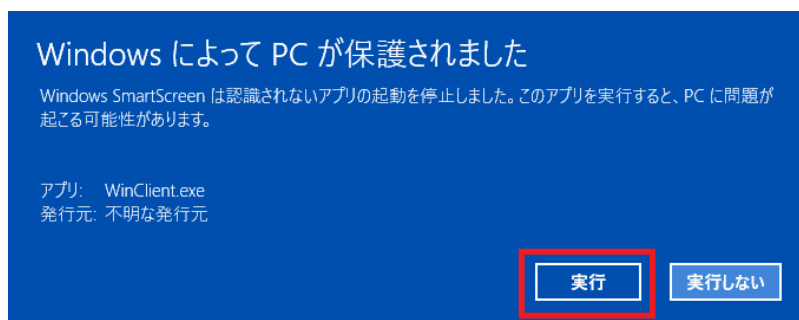 Windows によって PC が保護されました
Windows SmartScreen は認識されないアプリの起動を停止しました。このアプリを実行すると、PC に問題が
起こる可能性があります。
アプリ: WinClient.exe
発行元: 不明な発行元
実行 実行しない